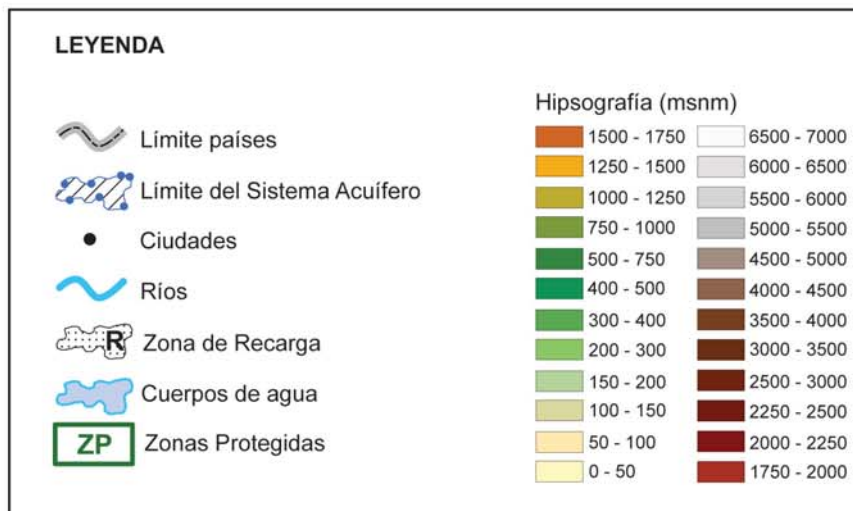 LEYENDA
Límite países
Límite del Sistema Acuífero
Ciudades
Ríos
R Zona de Recarga
Cuerpos de agua
ZP Zonas Protegidas
Hipsografía (msnm)
1500 - 1750
1250 - 1500
1000 - 1250
750 - 1000
500 - 750
400 - 500
300 - 400
200 - 300
150 - 200
100 - 150
50 - 100
0 - 50
6500 - 7000
6000 - 6500
5500 - 6000
5000 - 5500
4500 - 5000
4000 - 4500
3500 - 4000
3000 - 3500
2500 - 3000
2250 - 2500
2000 - 2250
1750 - 2000